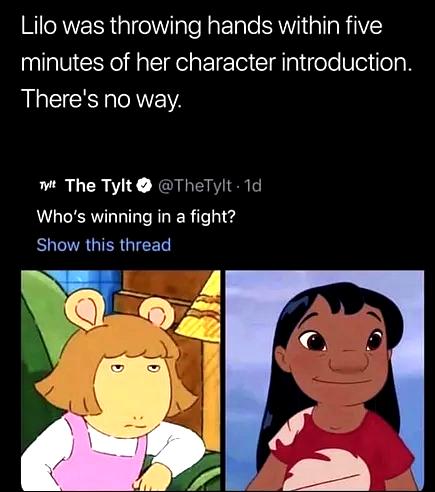 Lilo was throwing hands within five
minutes of her character introduction.
There's no way.
Tylt The Tylt @TheTylt · 1d
Who's winning in a fight?
Show this thread